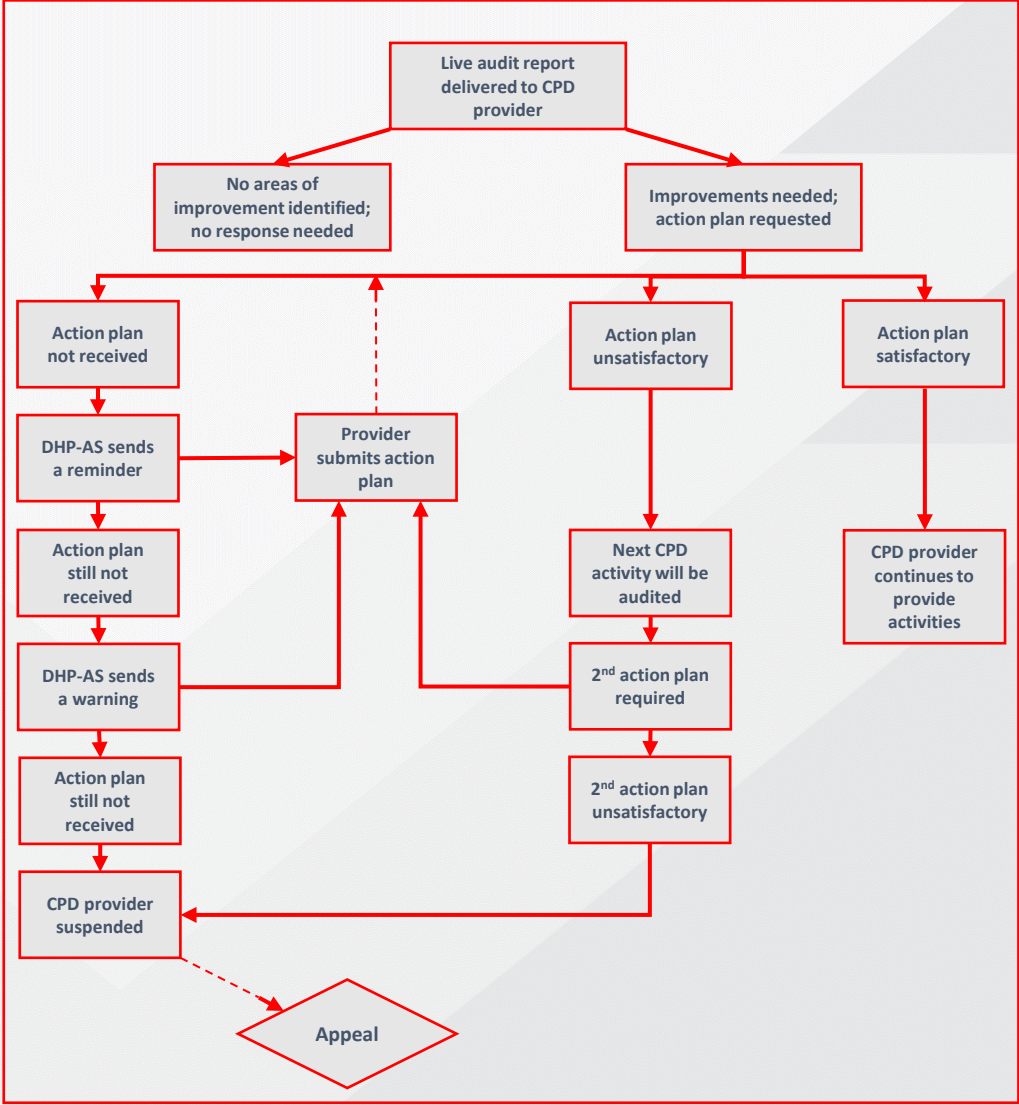 Live audit report
delivered to CPD
provider
No areas of
improvement identified;
no response needed
Improvements needed;
action plan requested
Action plan
not received
Action plan
unsatisfactory
Action plan
satisfactory
DHP-AS sends
a reminder
Provider
submits action
plan
Action plan
still not
received
Next CPD
activity will be
audited
CPD provider
continues to
provide
activities
DHP-AS sends
a warning
2nd action plan
required
Action plan
still not
received
2nd action plan
unsatisfactory
CPD provider
suspended
Appeal